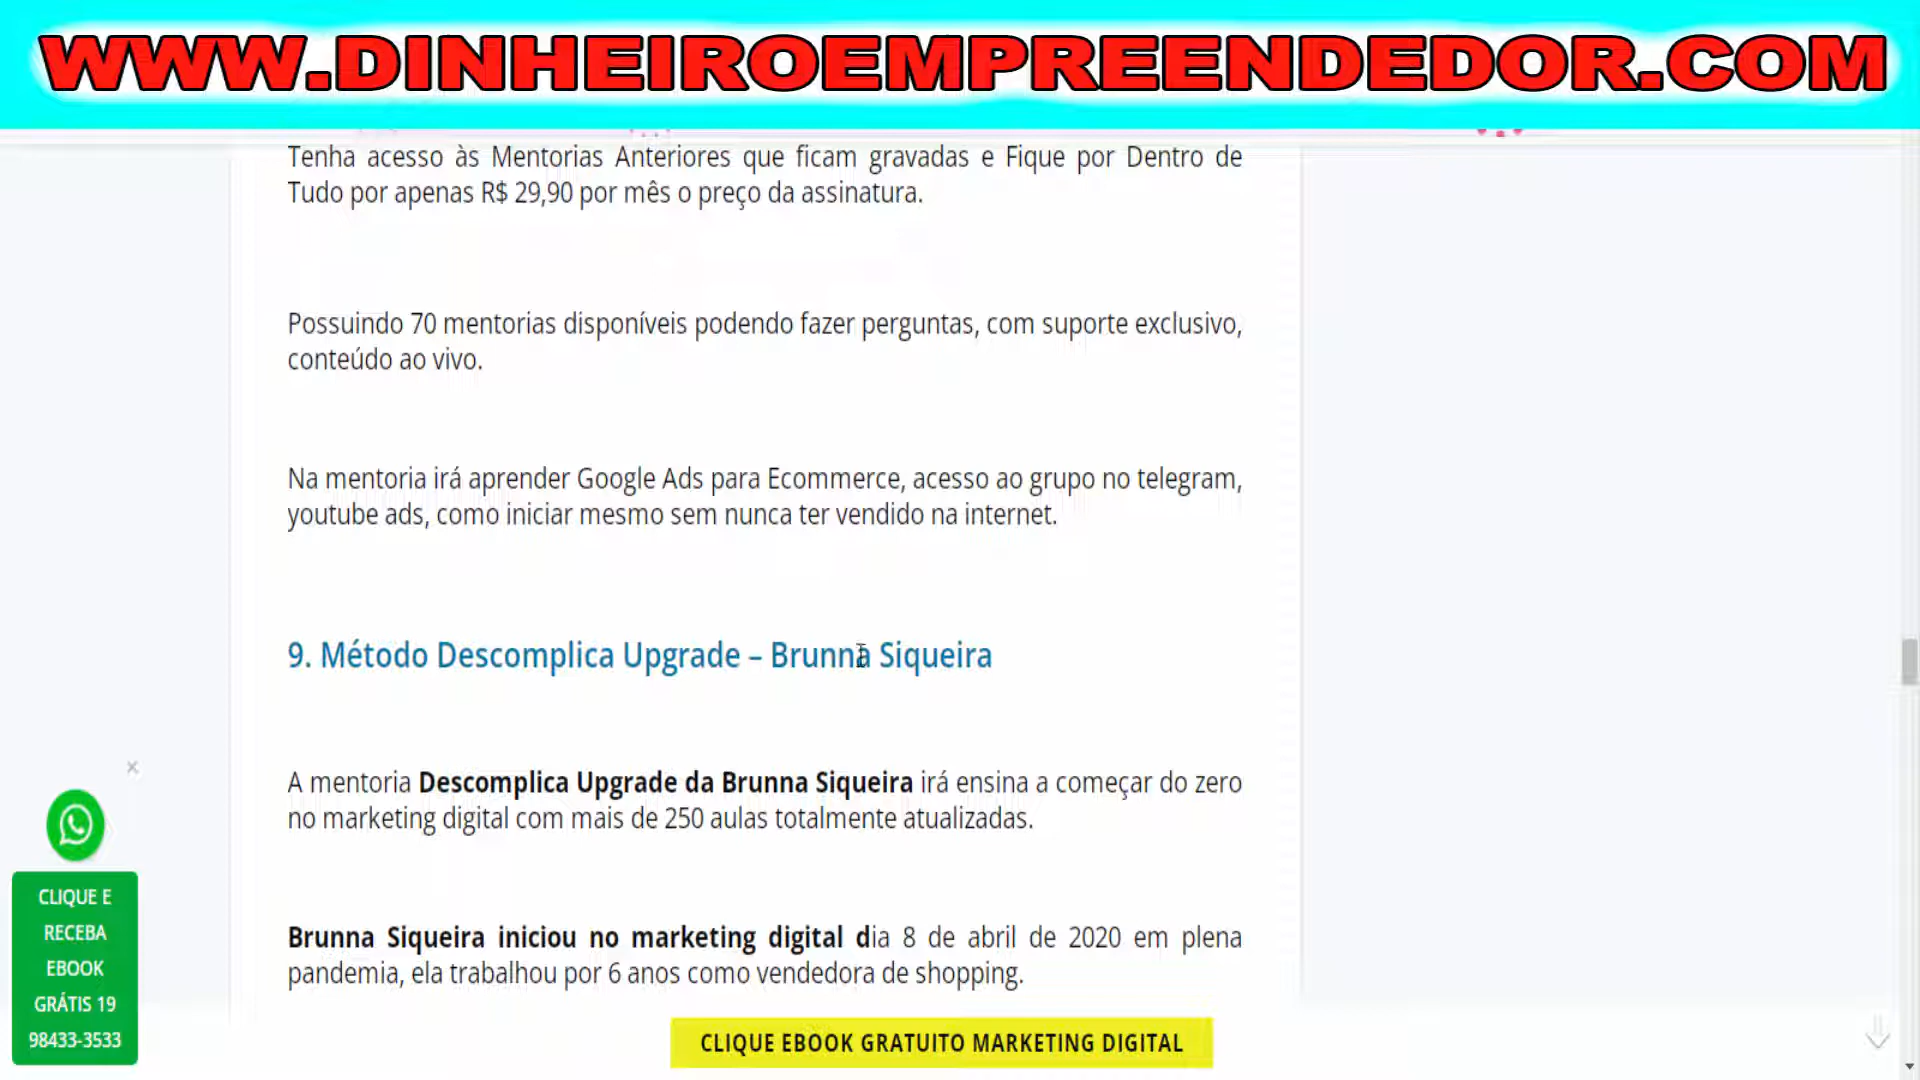 WWW.DINHEIROEMPREENDEDOR.COM
Tenha acesso às Mentorias Anteriores que ficam gravadas e Fique por Dentro de
Tudo por apenas R$ 29,90 por mês o preço da assinatura.
Possuindo 70 mentorias disponíveis podendo fazer perguntas, com suporte exclusivo,
conteúdo ao vivo.
Na mentoria irá aprender Google Ads para Ecommerce, acesso ao grupo no telegram,
youtube ads, como iniciar mesmo sem nunca ter vendido na internet.
9. Método Descomplica Upgrade – Brunna Siqueira
A mentoria Descomplica Upgrade da Brunna Siqueira irá ensina a começar do zero
no marketing digital com mais de 250 aulas totalmente atualizadas.
Brunna Siqueira iniciou no marketing digital dia 8 de abril de 2020 em plena
pandemia, ela trabalhou por 6 anos como vendedora de shopping.
CLIQUE E
RECEBA
EBOOK
GRÁTIS 19
98433-3533
CLIQUE EBOOK GRATUITO MARKETING DIGITAL